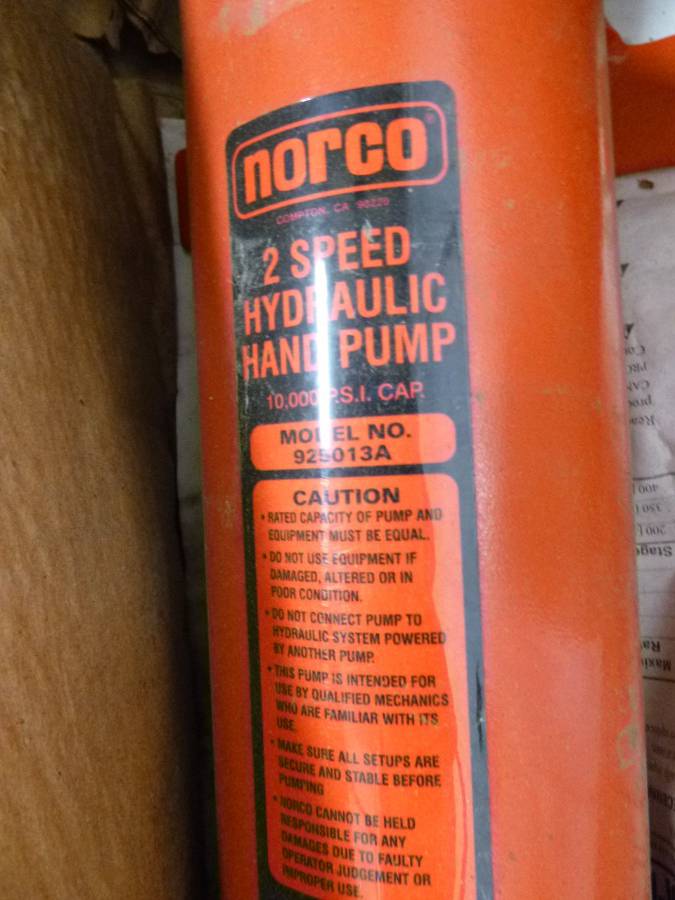 norco®
COMPTON, CA 90220
2 SPEED
HYDRAULIC
HAND PUMP
10,000 P.S.I. CAP.
MODEL NO.
925013A
CAUTION
• RATED CAPACITY OF PUMP AND
EQUIPMENT MUST BE EQUAL.
• DO NOT USE EQUIPMENT IF
DAMAGED, ALTERED OR IN
POOR CONDITION.
• DO NOT CONNECT PUMP TO
HYDRAULIC SYSTEM POWERED
BY ANOTHER PUMP.
• THIS PUMP IS INTENDED FOR
USE BY QUALIFIED MECHANICS
WHO ARE FAMILIAR WITH ITS
USE.
• MAKE SURE ALL SETUPS ARE
SECURE AND STABLE BEFORE
PUMPING
• NORCO CANNOT BE HELD
RESPONSIBLE FOR ANY
DAMAGES DUE TO FAULTY
OPERATOR JUDGEMENT OR
IMPROPER USE.
400
350
200